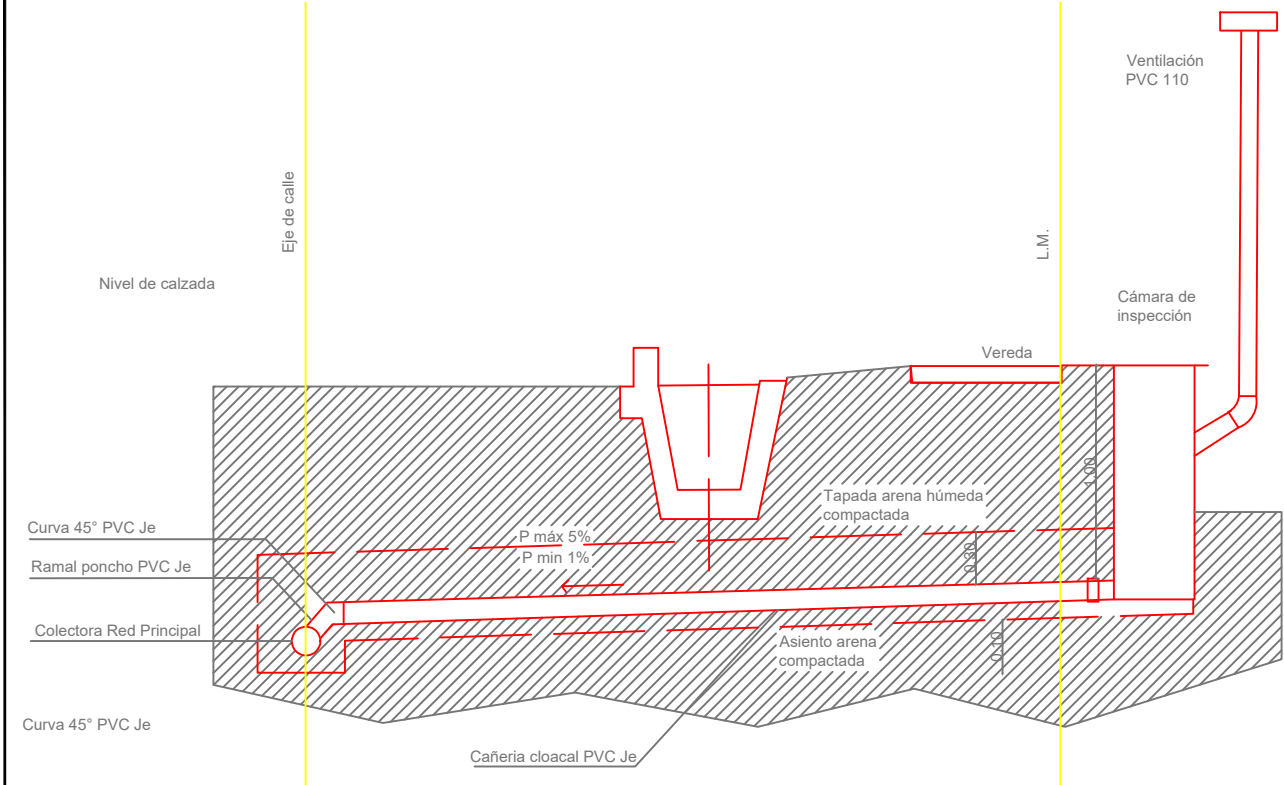 Ventilación
PVC 110
Eje de calle
L.M.
Nivel de calzada
Cámara de
inspección
Vereda
1.00
Tapada arena húmeda
compactada
Curva 45° PVC Je
P máx 5%
P min 1%
0.30
Ramal poncho PVC Je
Colectora Red Principal
Asiento arena
compactada
0.10
Curva 45° PVC Je
Cañeria cloacal PVC Je